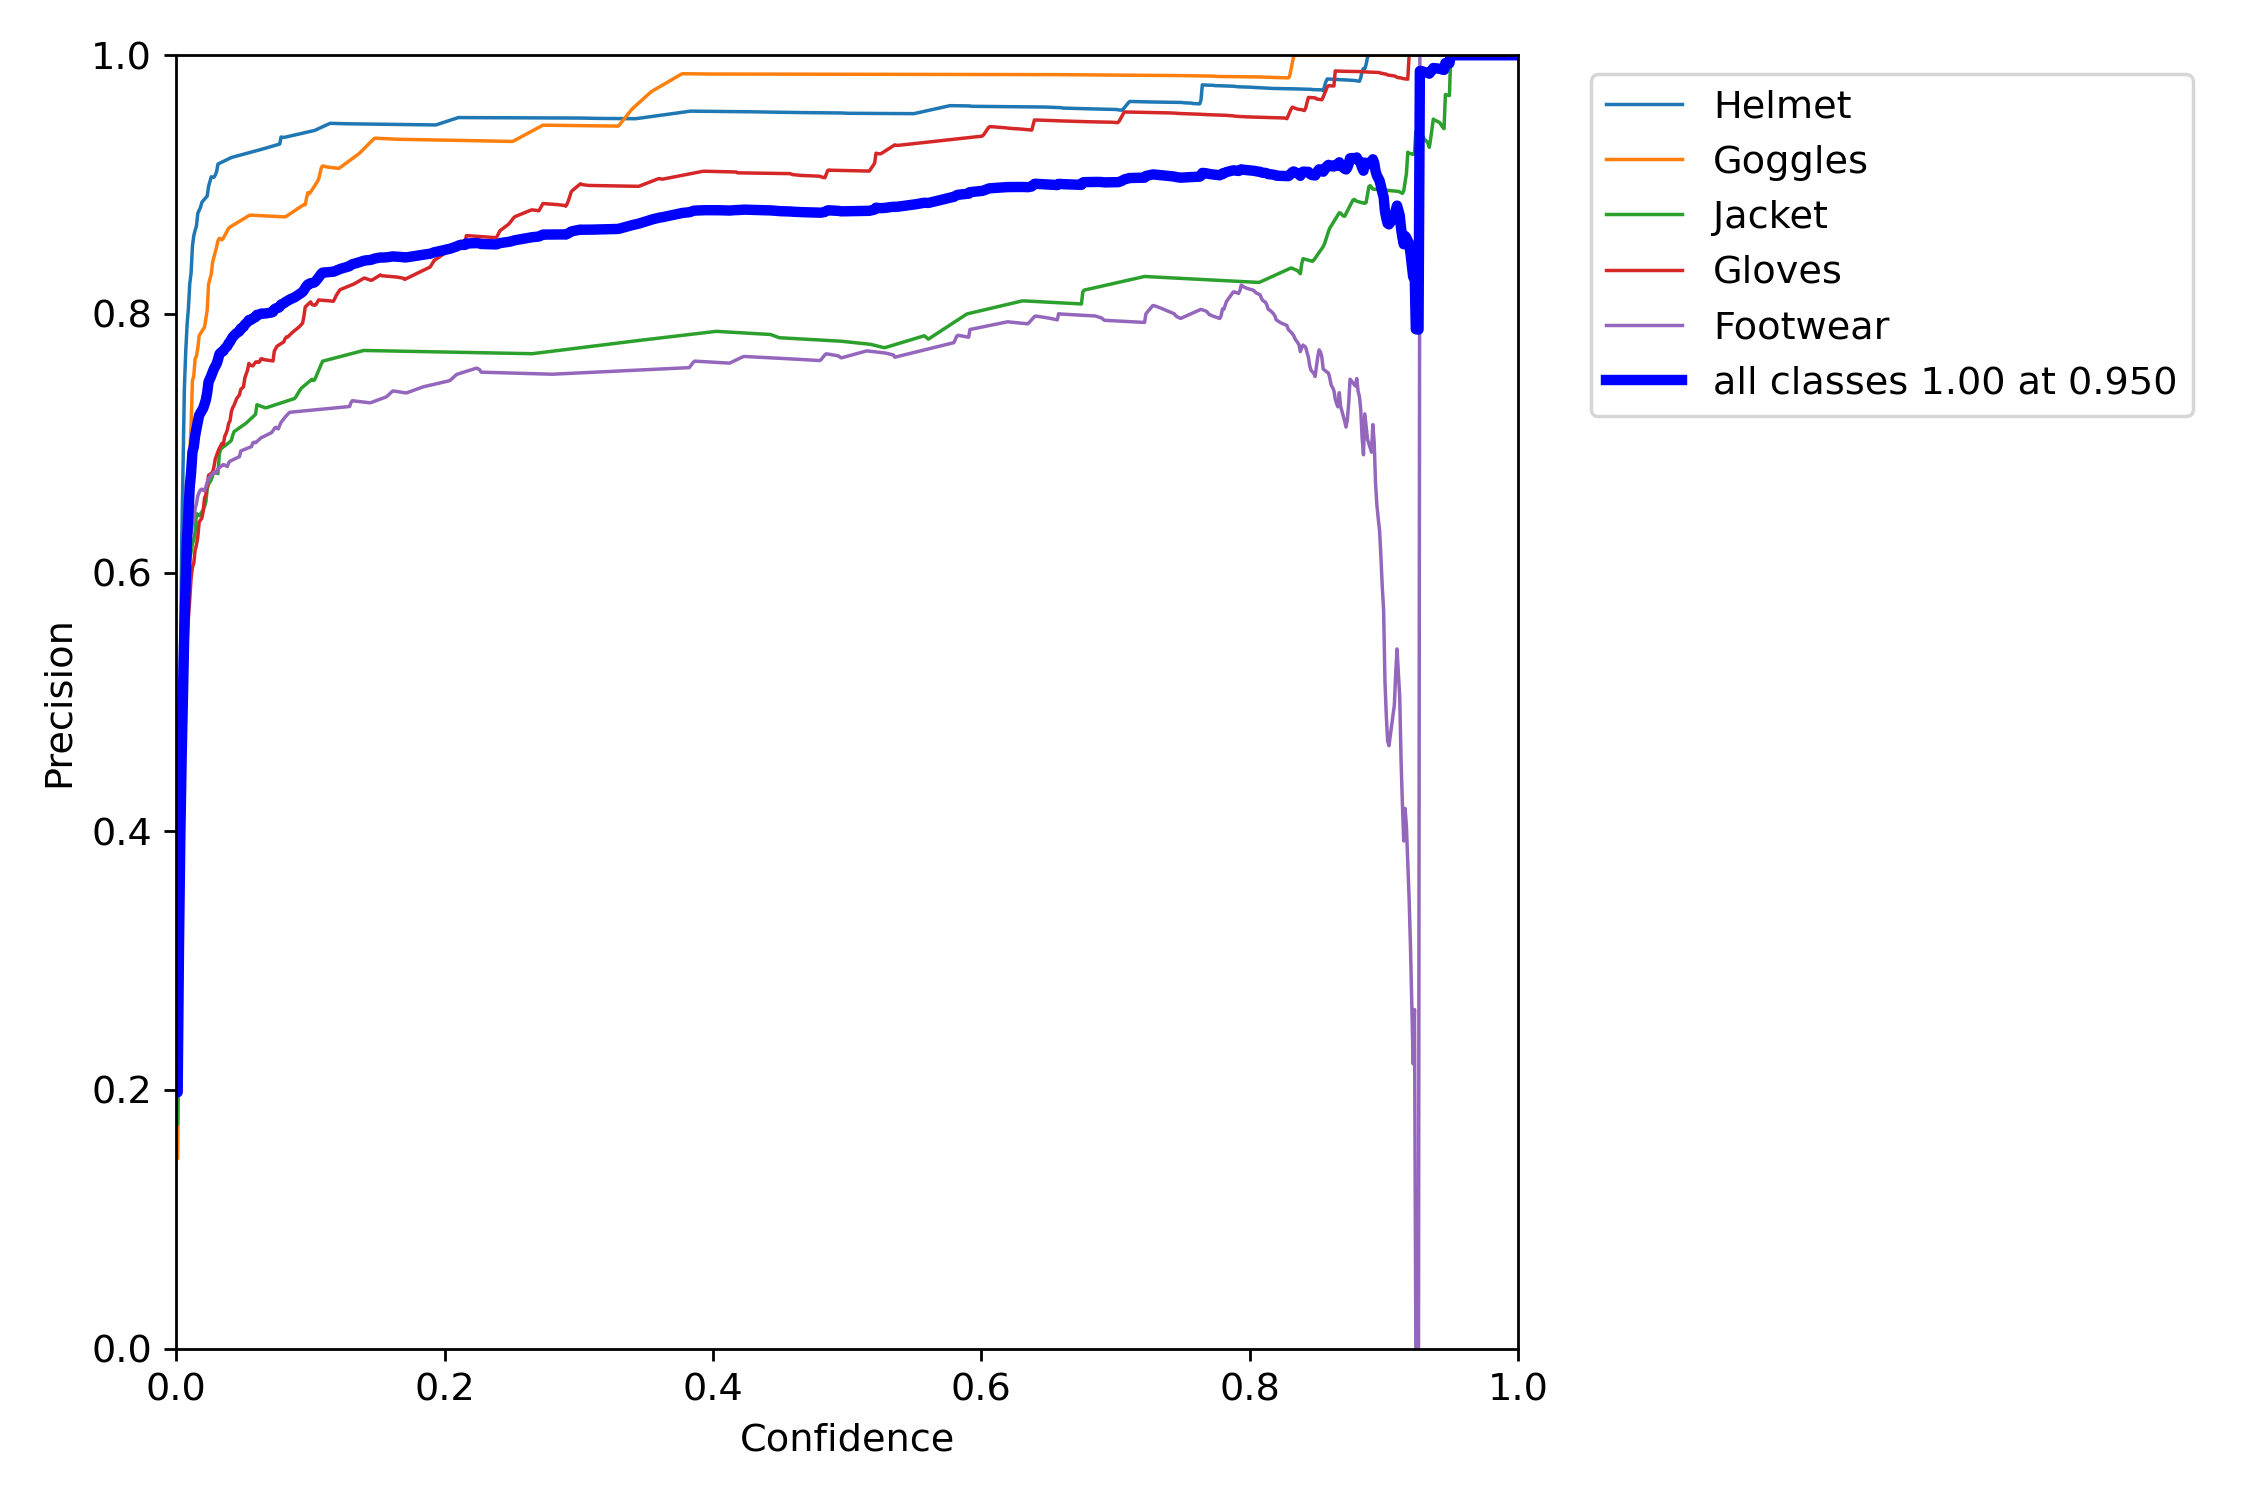 1.0
0.8
0.6
0.4
0.2
0.0
0.0 0.2 0.4 0.6 0.8 1.0
Precision
Confidence
Helmet
Goggles
Jacket
Gloves
Footwear
all classes 1.00 at 0.950